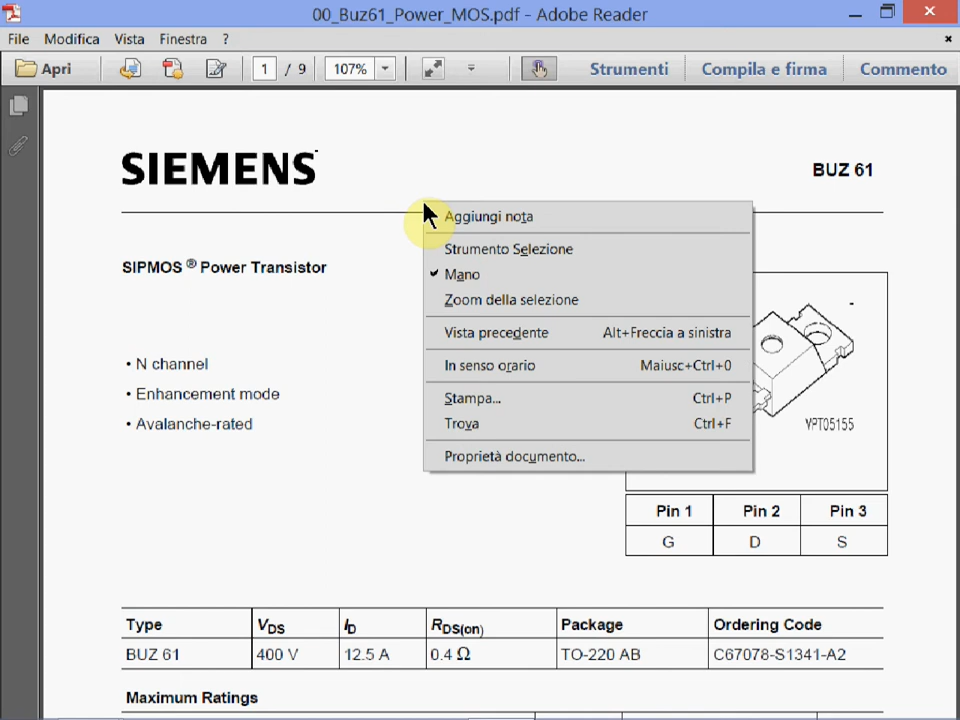 00_Buz61_Power_MOS.pdf - Adobe Reader
File Modifica Vista Finestra ?
Apri 1 / 9 107% Strumenti Compila e firma Commento
SIEMENS
BUZ 61
SIPMOS ® Power Transistor
• N channel
• Enhancement mode
• Avalanche-rated
Aggiungi nota
Strumento Selezione
Mano
Zoom della selezione
Vista precedente Alt+Freccia a sinistra
In senso orario Maiusc+Ctrl+0
Stampa... Ctrl+P
Trova Ctrl+F
Proprietà documento...
VPT05155
Pin 1 Pin 2 Pin 3
G D S
Type VDS ID RDS(on) Package Ordering Code
BUZ 61 400 V 12.5 A 0.4 Ω TO-220 AB C67078-S1341-A2
Maximum Ratings